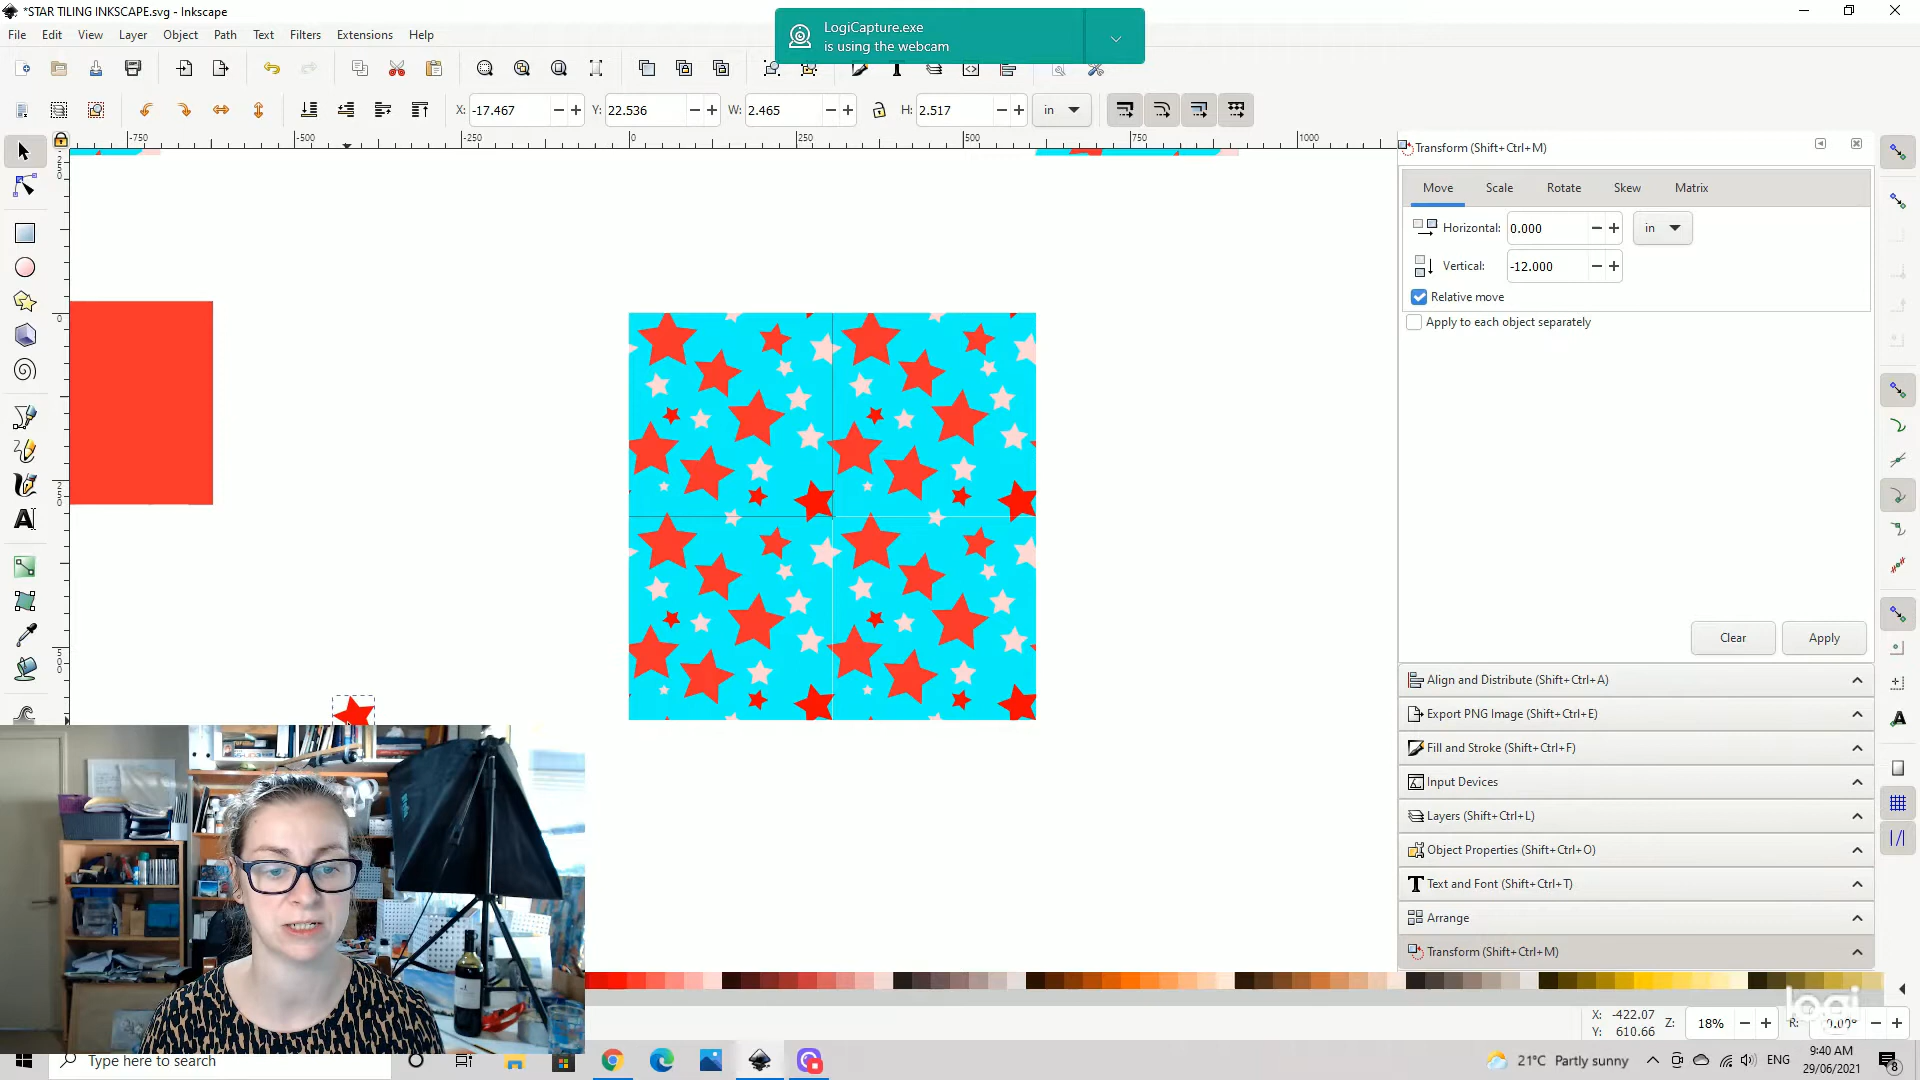 *STAR TILING INKSCAPE.svg - Inkscape
LogiCapture.exe
is using the webcam
File Edit View Layer Path Object Text Filters Extensions Help
X: -17.467 Y: 22.536 W: 2.465 H: 2.517 in
-750 -500 -250 0 250 500 750 1000
Transform (Shift+Ctrl+M)
Move Scale Rotate Skew Matrix
Horizontal: 0.000 in
Vertical: -12.000
Relative move
Apply to each object separately
Clear Apply
Align and Distribute (Shift+Ctrl+A)
Export PNG Image (Shift+Ctrl+E)
Fill and Stroke (Shift+Ctrl+F)
Input Devices
Layers (Shift+Ctrl+L)
Object Properties (Shift+Ctrl+O)
Text and Font (Shift+Ctrl+T)
Arrange
Transform (Shift+Ctrl+M)
logi
X: -422.07
Y: 610.66
Z: 18% R: 0.00°
Type here to search
21°C Partly sunny
ENG
9:40 AM
29/06/2021
8